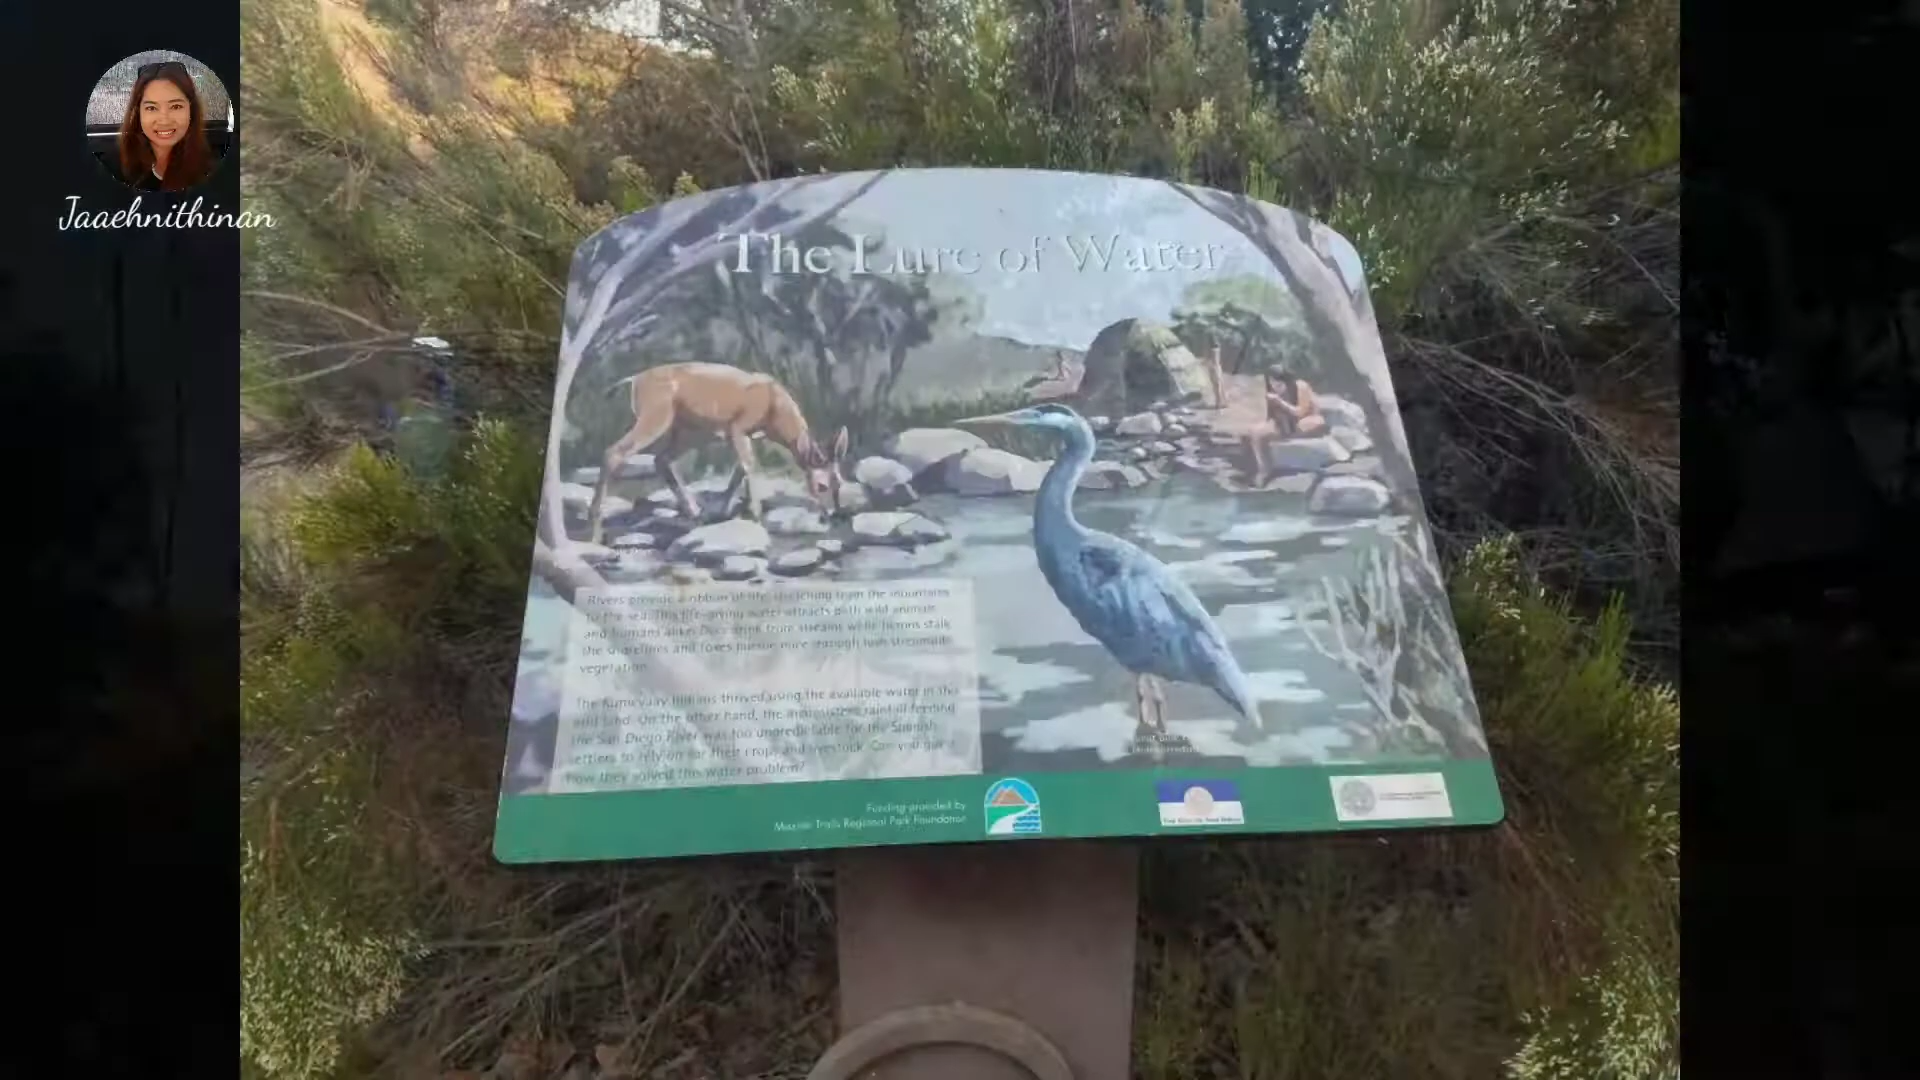 Jaaehnithinan
The Lure of Water
Rivers provide a ribbon of life, stretching from the mountains
to the sea. This life-giving water attracts both wild animals
and humans alike. Deer drink from streams while herons stalk
the shorelines and foxes pursue mice through lush streamside
vegetation.
The Kumeyaay Indians thrived using the available water in this
arid land. On the other hand, the inconsistent rainfall feeding
the San Diego River was too unpredictable for the Spanish
settlers to rely on for their crops and livestock. Can you guess
how they solved this water problem?
Funding provided by
Mission Trails Regional Park Foundation